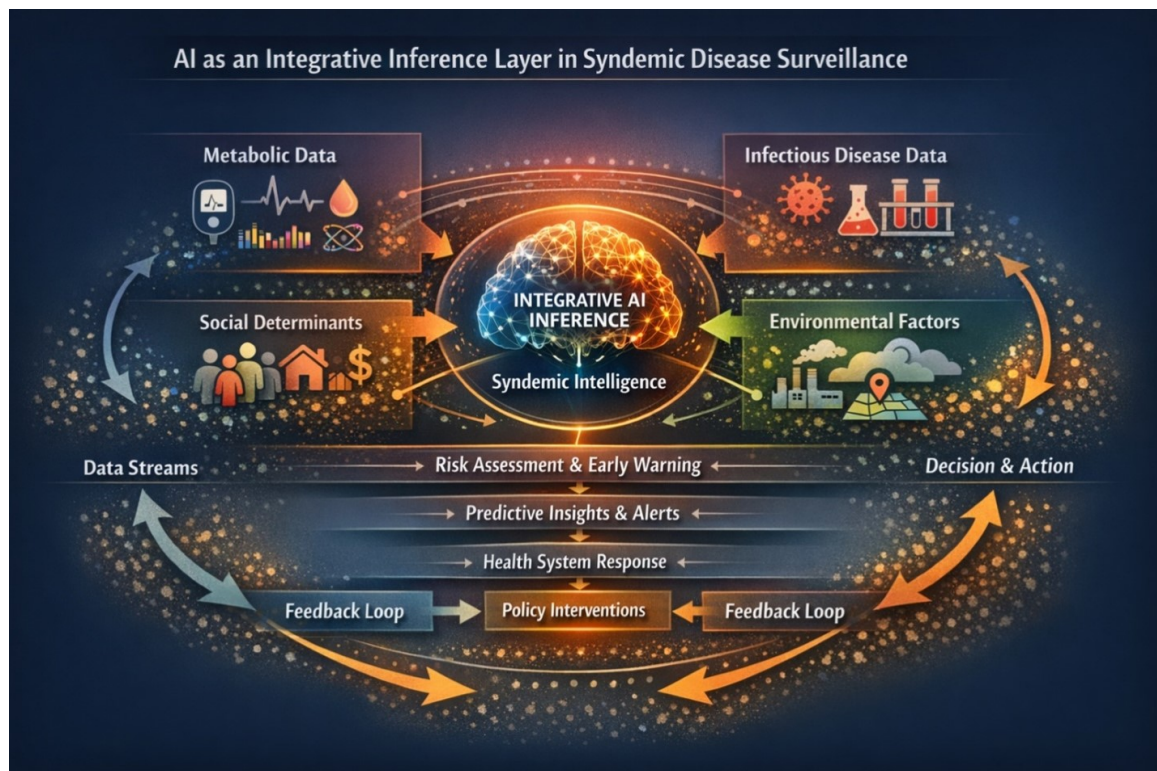 AI as an Integrative Inference Layer in Syndemic Disease Surveillance
Metabolic Data
Infectious Disease Data
INTEGRATIVE AI
INFERENCE
Social Determinants
$
Environmental Factors
Syndemic Intelligence
Data Streams
Risk Assessment & Early Warning
Decision & Action
Predictive Insights & Alerts
Health System Response
Feedback Loop
Policy Interventions
Feedback Loop